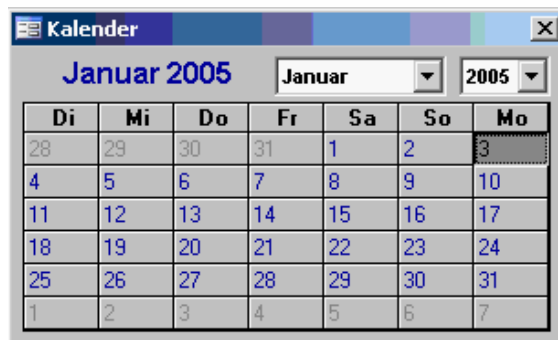 Kalender
Januar 2005 Januar 2005
Di Mi Do Fr Sa So Mo
28 29 30 31 1 2 3
4 5 6 7 8 9 10
11 12 13 14 15 16 17
18 19 20 21 22 23 24
25 26 27 28 29 30 31
1 2 3 4 5 6 7